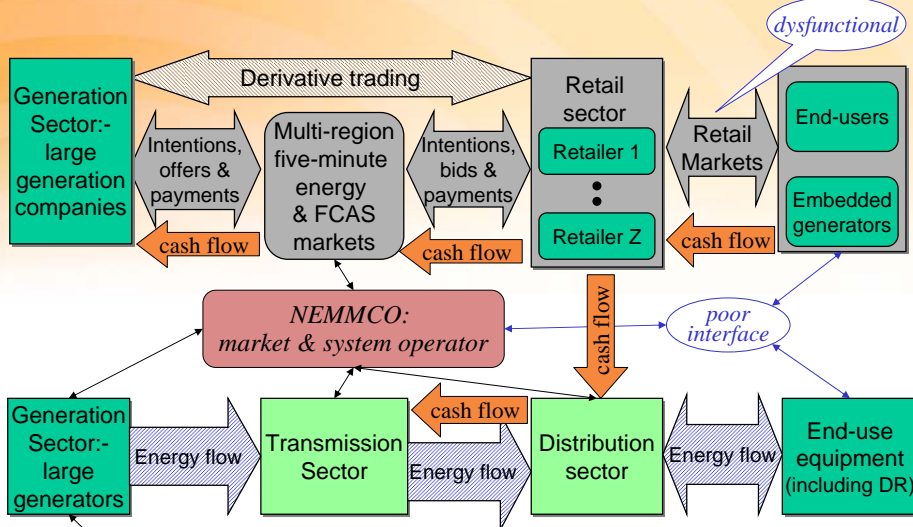 dysfunctional
Derivative trading
Generation
Sector:-
large
generation
companies
Intentions,
offers &
payments
Multi-region
five-minute
energy
& FCAS
markets
Intentions,
bids &
payments
Retail
sector
Retailer 1
Retailer Z
Retail
Markets
End-users
Embedded
generators
cash flow
cash flow
cash flow
NEMMCO:
market & system operator
cash flow
poor
interface
cash flow
Generation
Sector:-
large
generators
Energy flow
Transmission
Sector
Energy flow
Distribution
sector
Energy flow
End-use
equipment
(including DR)